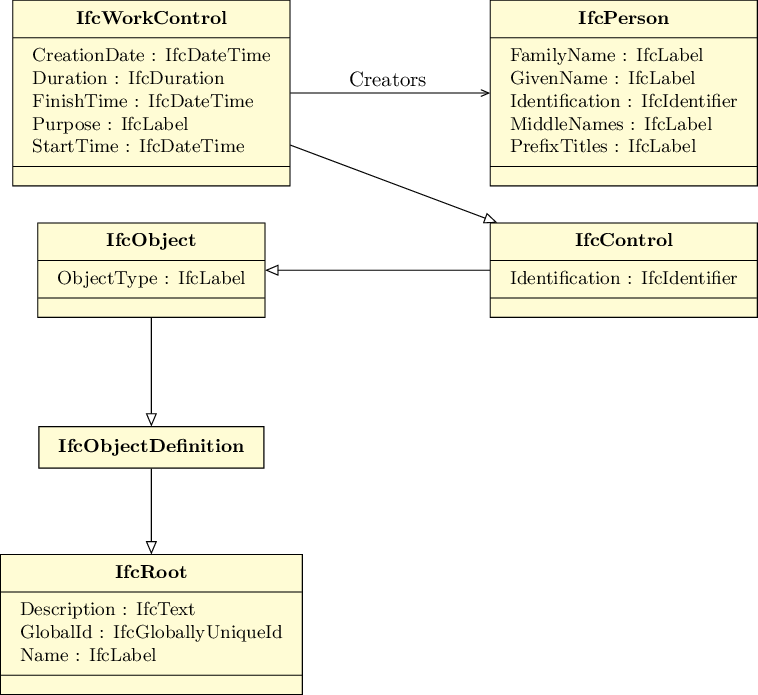 IfcWorkControl
CreationDate : IfcDateTime
Duration : IfcDuration
FinishTime : IfcDateTime
Purpose : IfcLabel
StartTime : IfcDateTime
Creators
IfcPerson
FamilyName : IfcLabel
GivenName : IfcLabel
Identification : IfcIdentifier
MiddleNames : IfcLabel
PrefixTitles : IfcLabel
IfcObject
ObjectType : IfcLabel
IfcControl
Identification : IfcIdentifier
IfcObjectDefinition
IfcRoot
Description : IfcText
GlobalId : IfcGloballyUniqueId
Name : IfcLabel